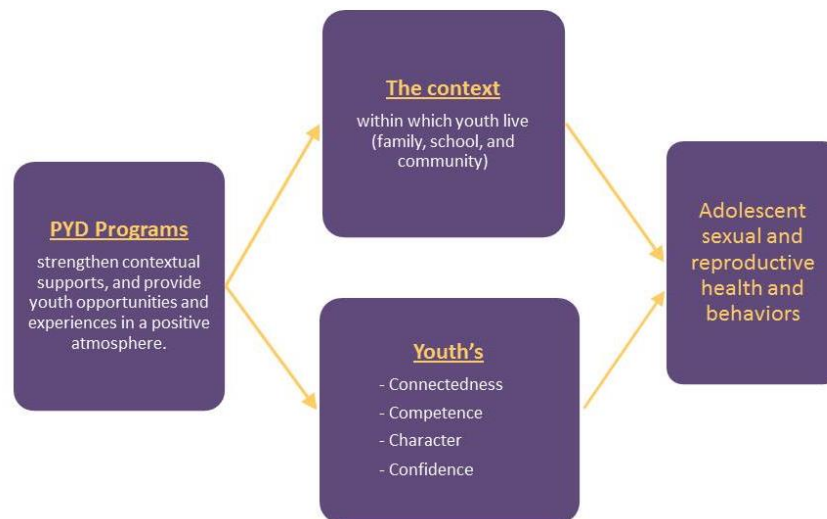 PYD Programs
strengthen contextual
supports, and provide
youth opportunities and
experiences in a positive
atmosphere.
The context
within which youth live
(family, school, and
community)
Youth's
- Connectedness
- Competence
- Character
- Confidence
Adolescent
sexual and
reproductive
health and
behaviors